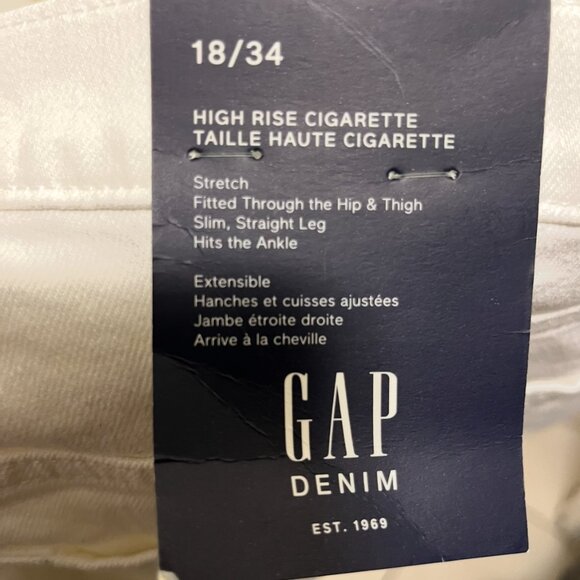 18/34
HIGH RISE CIGARETTE
TAILLE HAUTE CIGARETTE
Stretch
Fitted Through the Hip & Thigh
Slim, Straight Leg
Hits the Ankle
Extensible
Hanches et cuisses ajustées
Jambe étroite droite
Arrive à la cheville
GAP
DENIM
EST. 1969